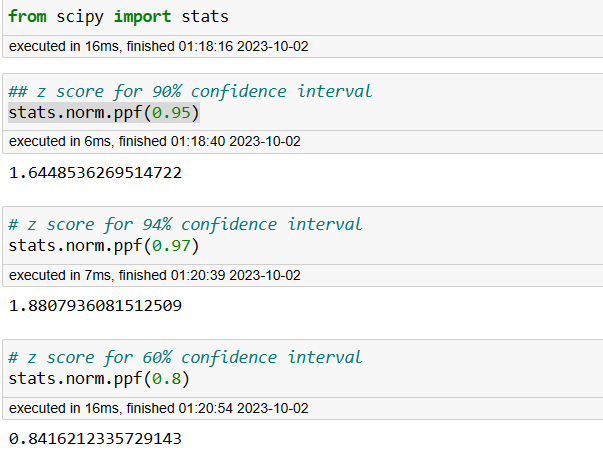 from scipy import stats
executed in 16ms, finished 01:18:16 2023-10-02
## z score for 90% confidence interval
stats.norm.ppf(0.95)
executed in 6ms, finished 01:18:40 2023-10-02
1.6448536269514722
# z score for 94% confidence interval
stats.norm.ppf(0.97)
executed in 7ms, finished 01:20:39 2023-10-02
1.8807936081512509
# z score for 60% confidence interval
stats.norm.ppf(0.8)
executed in 16ms, finished 01:20:54 2023-10-02
0.8416212335729143